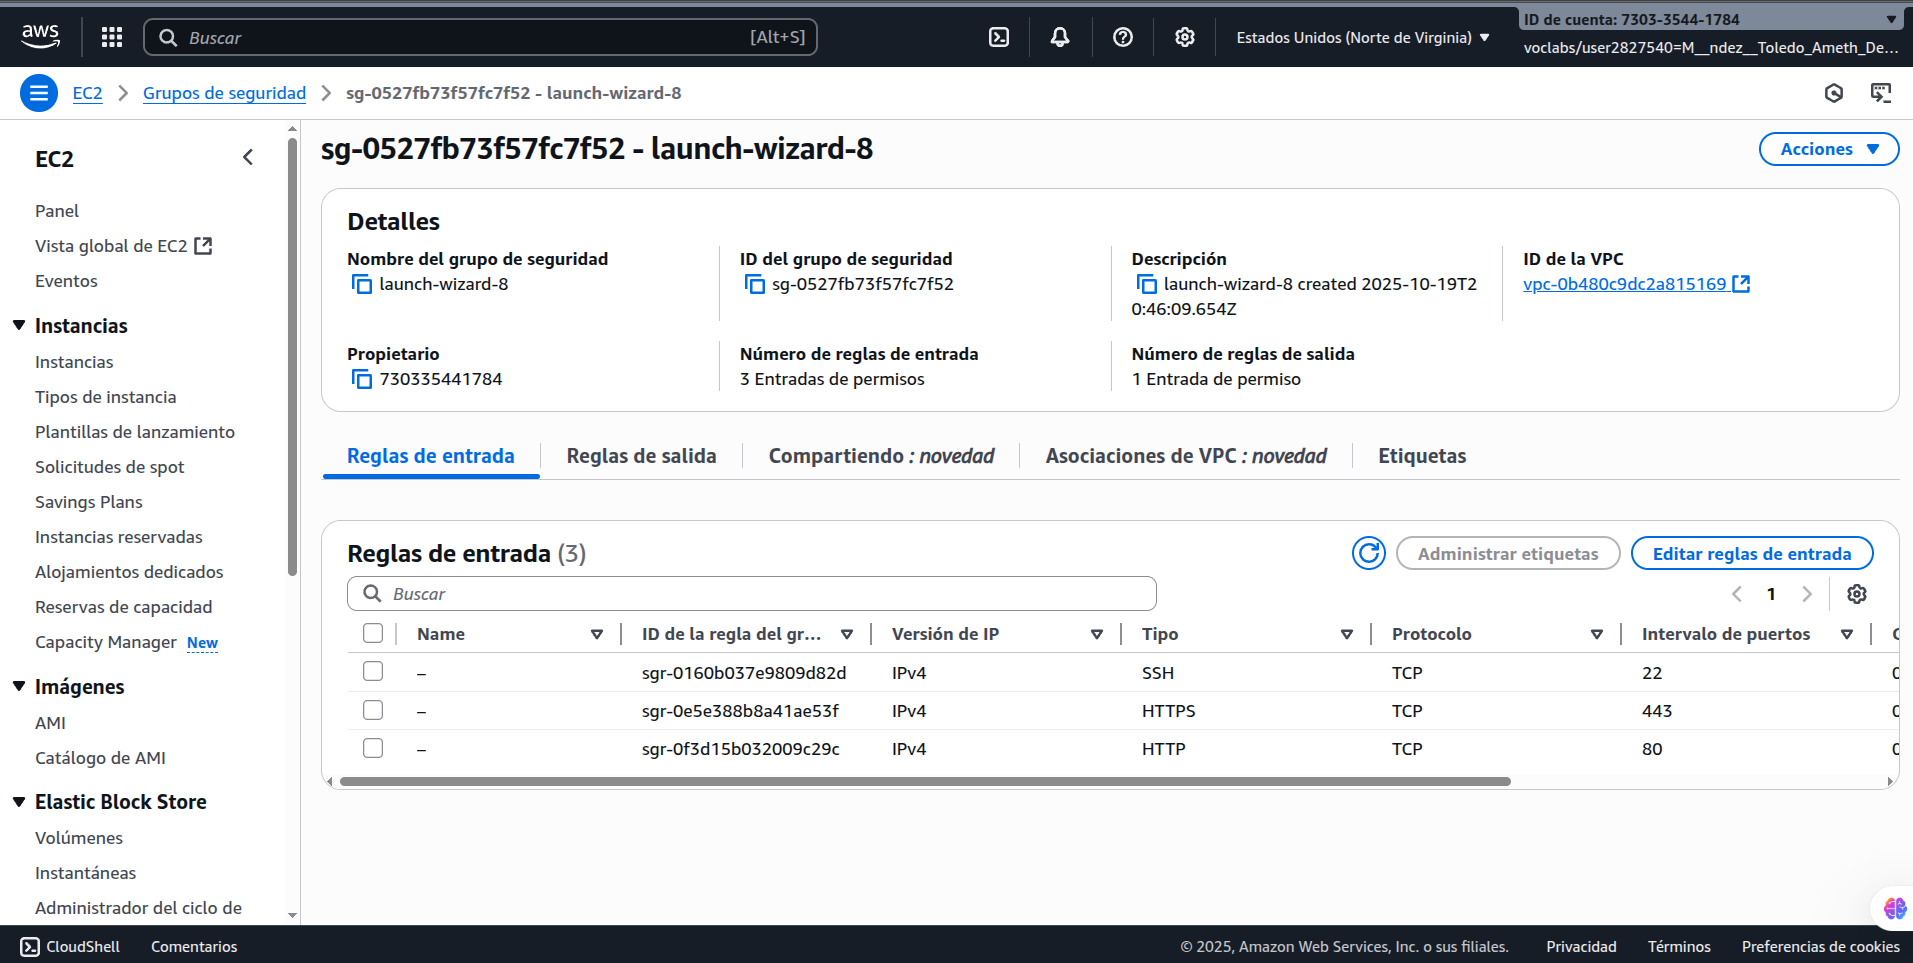 aws
Buscar
[Alt+S]
Estados Unidos (Norte de Virginia)
ID de cuenta: 7303-3544-1784
voclabs/user2827540=M__ndez__Toledo_Ameth_De...
EC2
Grupos de seguridad
sg-0527fb73f57fc7f52 - launch-wizard-8
EC2
Panel
Vista global de EC2
Eventos
Instancias
Instancias
Tipos de instancia
Plantillas de lanzamiento
Solicitudes de spot
Savings Plans
Instancias reservadas
Alojamientos dedicados
Reservas de capacidad
Capacity Manager New
Imágenes
AMI
Catálogo de AMI
Elastic Block Store
Volúmenes
Instantáneas
Administrador del ciclo de
sg-0527fb73f57fc7f52 - launch-wizard-8
Acciones
Detalles
Nombre del grupo de seguridad
launch-wizard-8
ID del grupo de seguridad
sg-0527fb73f57fc7f52
Descripción
launch-wizard-8 created 2025-10-19T2
0:46:09.654Z
ID de la VPC
vpc-0b480c9dc2a815169
Propietario
730335441784
Número de reglas de entrada
3 Entradas de permisos
Número de reglas de salida
1 Entrada de permiso
Reglas de entrada
Reglas de salida
Compartiendo : novedad
Asociaciones de VPC : novedad
Etiquetas
Reglas de entrada (3)
Administrar etiquetas
Editar reglas de entrada
Buscar
1
Name ID de la regla del gr... Versión de IP Tipo Protocolo Intervalo de puertos
– sgr-0160b037e9809d82d IPv4 SSH TCP 22
– sgr-0e5e388b8a41ae53f IPv4 HTTPS TCP 443
– sgr-0f3d15b032009c29c IPv4 HTTP TCP 80
CloudShell
Comentarios
© 2025, Amazon Web Services, Inc. o sus filiales.
Privacidad
Términos
Preferencias de cookies